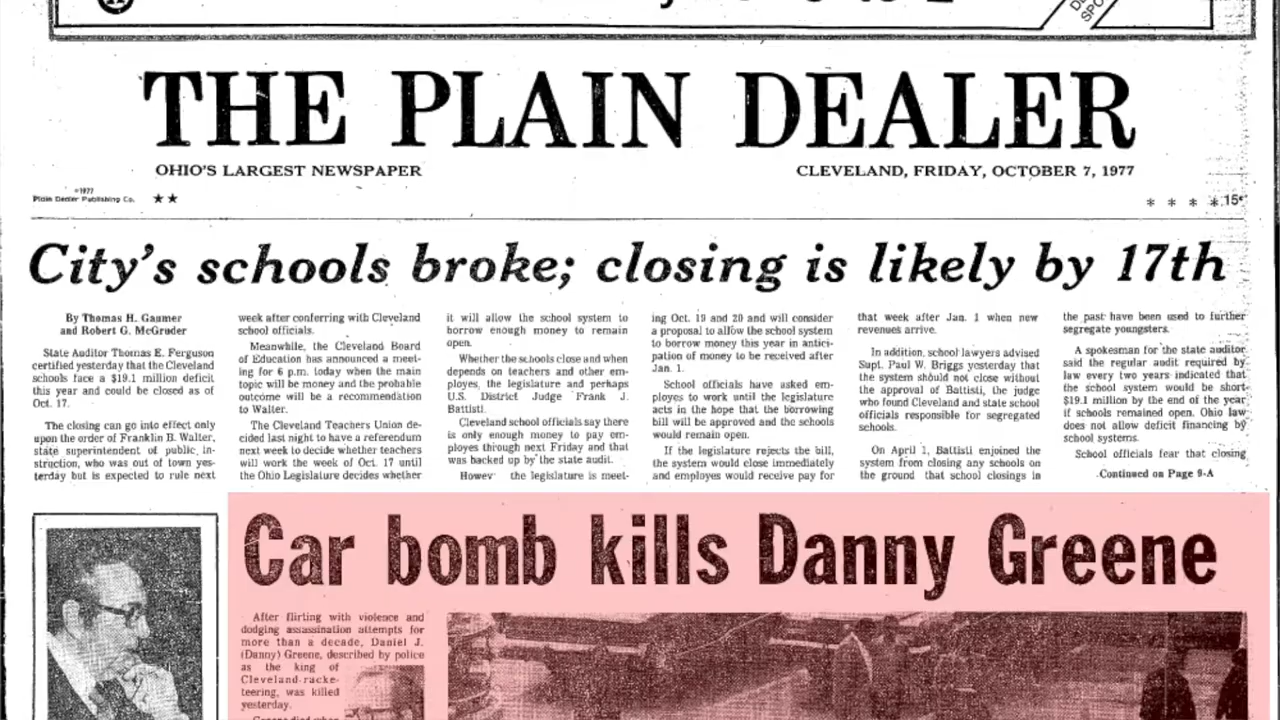 THE PLAIN DEALER
OHIO'S LARGEST NEWSPAPER
CLEVELAND, FRIDAY, OCTOBER 7, 1977
©1977
Plain Dealer Publishing Co.
★★
* * * * 15¢
City's schools broke; closing is likely by 17th
By Thomas H. Gaumer
and Robert G. McGruder
State Auditor Thomas E. Ferguson
certified yesterday that the Cleveland
schools face a $19.1 million deficit
this year and could be closed as of
Oct. 17.
The closing can go into effect only
upon the order of Franklin B. Walter,
state superintendent of public in-
struction, who was out of town yes-
terday but is expected to rule next
week after conferring with Cleveland
school officials.
Meanwhile, the Cleveland Board
of Education has announced a meet-
ing for 6 p.m. today when the main
topic will be money and the probable
outcome will be a recommendation
to Walter.
The Cleveland Teachers Union de-
cided last night to have a referendum
next week to decide whether teachers
will work the week of Oct. 17 until
the Ohio Legislature decides whether
it will allow the school system to
borrow enough money to remain
open.
Whether the schools close and when
depends on teachers and other em-
ployes, the legislature and perhaps
U.S. District Judge Frank J.
Battisti.
Cleveland school officials say there
is only enough money to pay em-
ployes through next Friday and that
was backed up by the state audit.
Howev the legislature is meet-
ing Oct. 19 and 20 and will consider
a proposal to allow the school system
to borrow money this year in antici-
pation of money to be received after
Jan. 1.
School officials have asked em-
ployes to work until the legislature
acts in the hope that the borrowing
bill will be approved and the schools
would remain open.
If the legislature rejects the bill,
the system would close immediately
and employes would receive pay for
that week after Jan. 1 when new
revenues arrive.
In addition, school lawyers advised
Supt. Paul W. Briggs yesterday that
the system should not close without
the approval of Battisti, the judge
who found Cleveland and state school
officials responsible for segregated
schools.
On April 1, Battisti enjoined the
system from closing any schools on
the ground that school closings in
the past have been used to further
segregate youngsters.
A spokesman for the state auditor
said the regular audit required by
law every two years indicated that
the school system would be short
$19.1 million by the end of the year
if schools remained open. Ohio law
does not allow deficit financing by
school systems.
School officials fear that closing
Continued on Page 9-A
Car bomb kills Danny Greene
After flirting with violence and
dodging assassination attempts for
more than a decade, Daniel J.
(Danny) Greene, described by police
as the king of
Cleveland racke-
teering, was killed
yesterday.